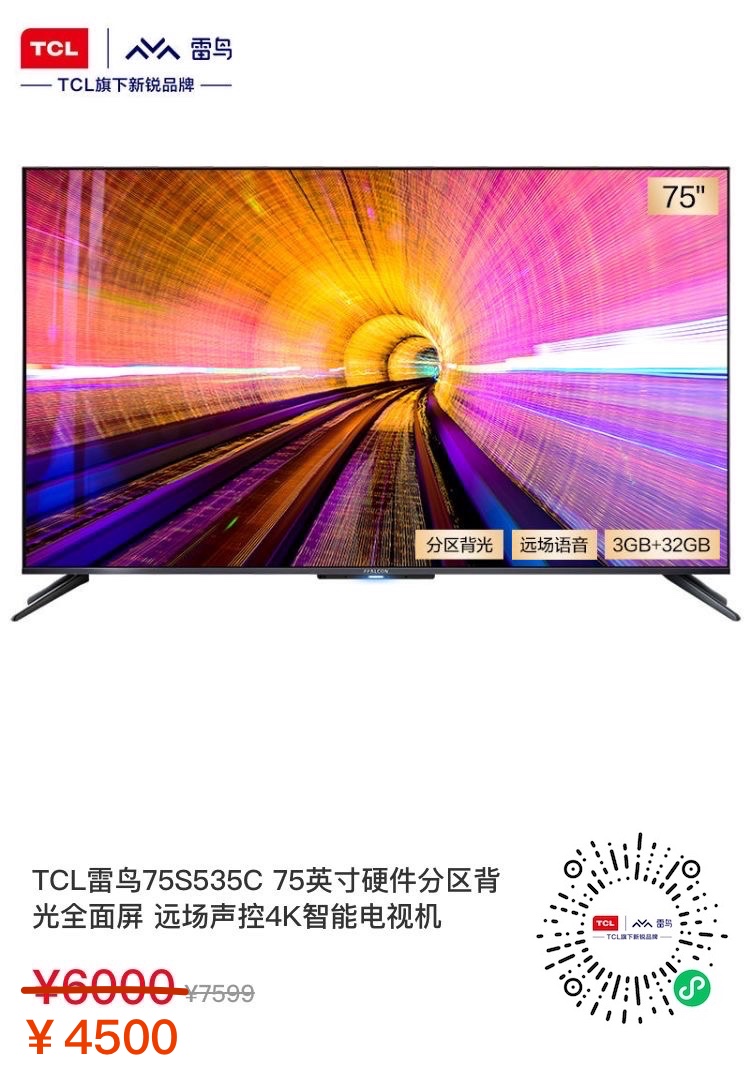 TCL 雷鸟
TCL旗下新锐品牌
75"
分区背光 远场语音 3GB+32GB
FFALCON
TCL雷鸟75S535C 75英寸硬件分区背
光全面屏 远场声控4K智能电视机
¥6000 ¥7599
¥4500
TCL 雷鸟
TCL旗下新锐品牌